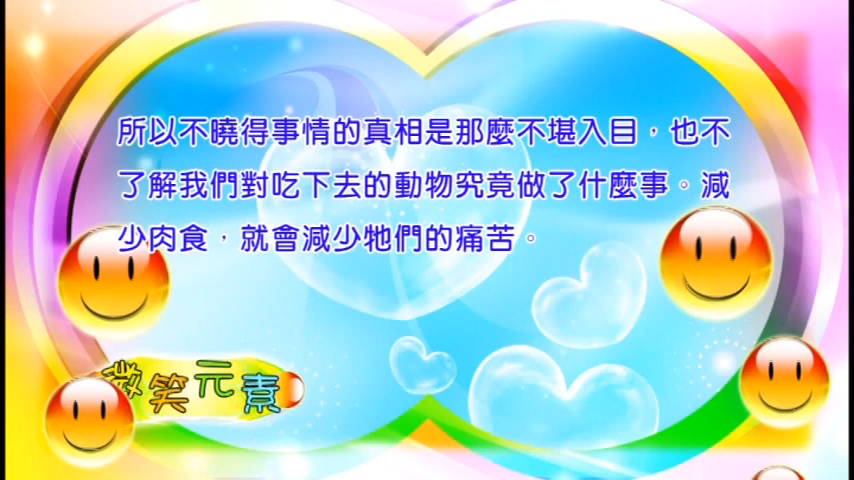 所以不曉得事情的真相是那麼不堪入目，也不
了解我們對吃下去的動物究竟做了什麼事。減
少肉食，就會減少牠們的痛苦。
微笑元素